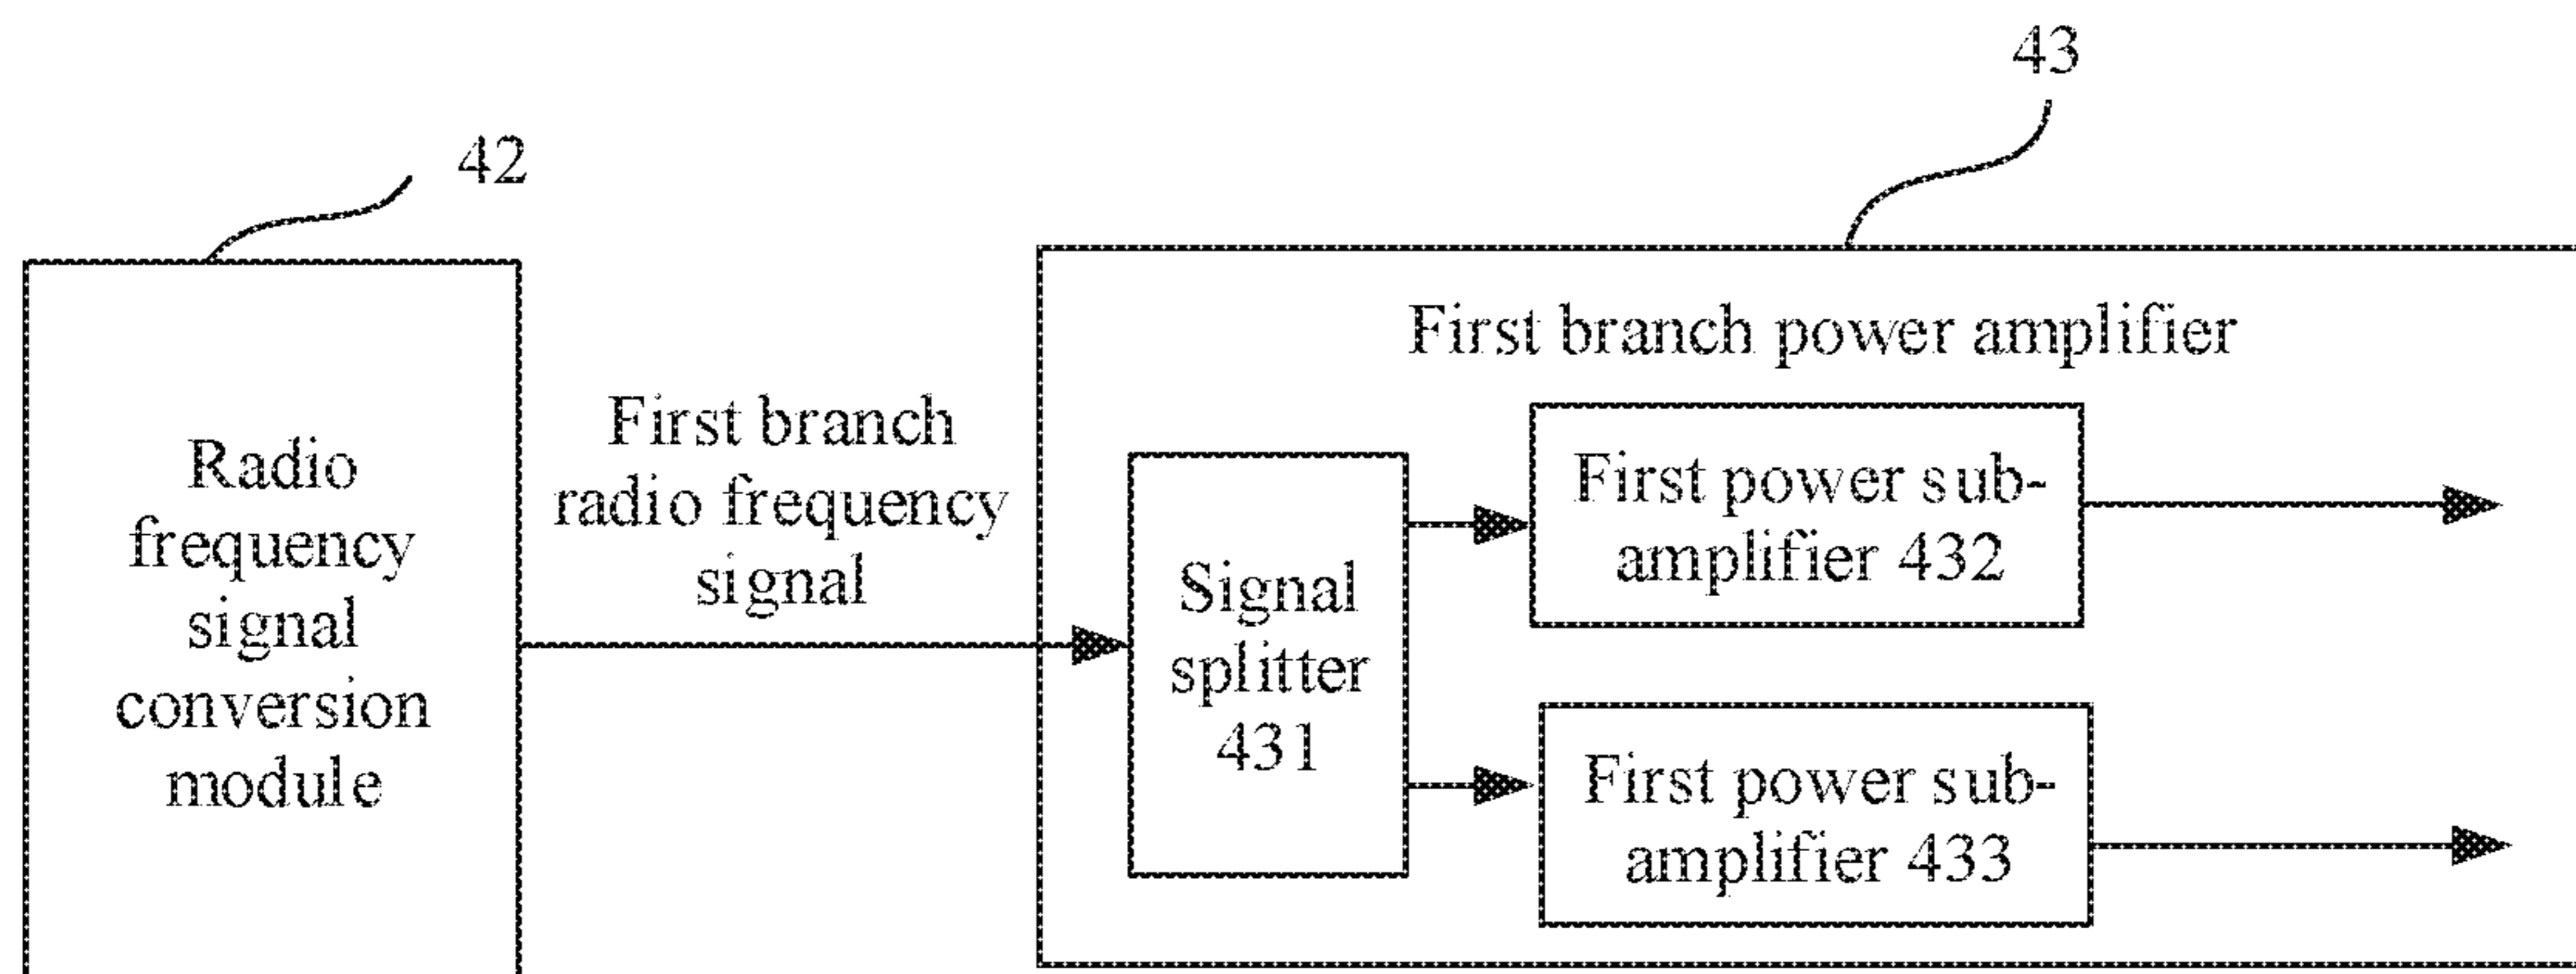 43
42
First branch power amplifier
First branch
radio frequency
signal
Radio
frequency
signal
conversion
module
Signal
splitter
431
First power sub-
amplifier 432
First power sub-
amplifier 433